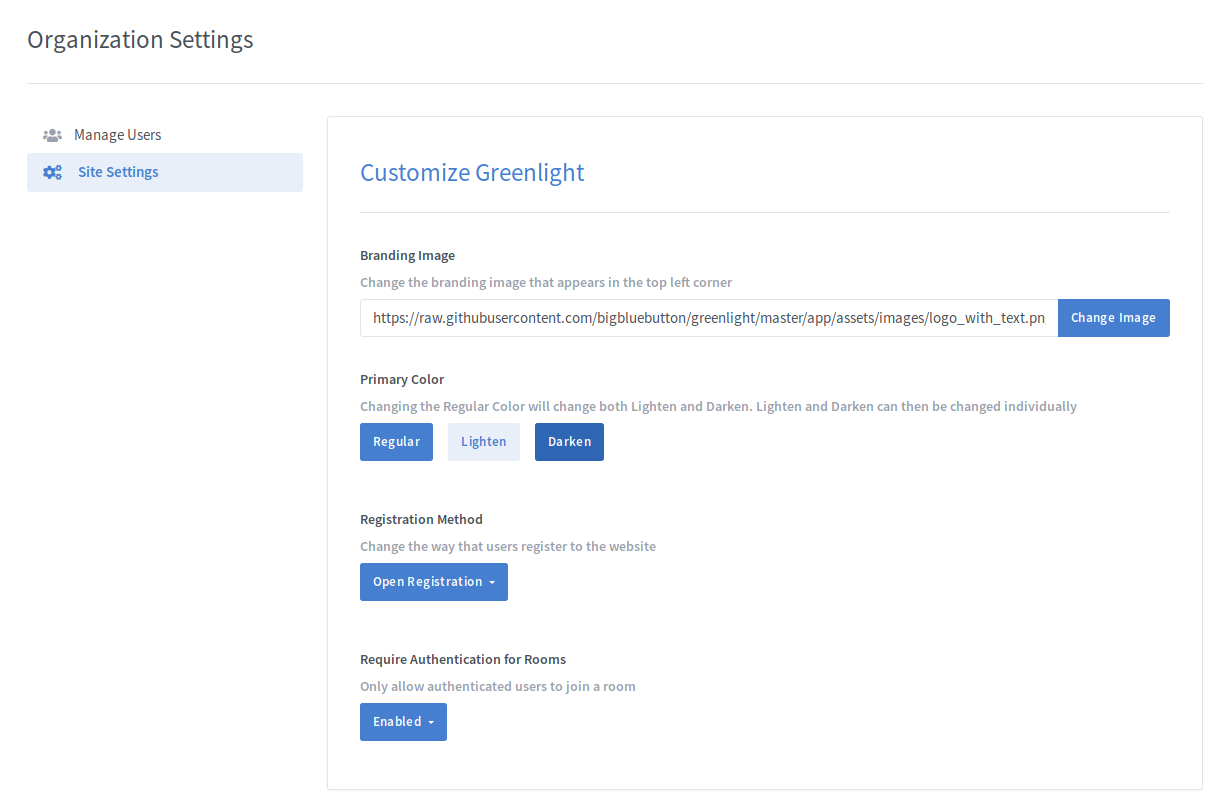 Organization Settings
Manage Users
Site Settings
Customize Greenlight
Branding Image
Change the branding image that appears in the top left corner
https://raw.githubusercontent.com/bigbluebutton/greenlight/master/app/assets/images/logo_with_text.pn
Change Image
Primary Color
Changing the Regular Color will change both Lighten and Darken. Lighten and Darken can then be changed individually
Regular Lighten Darken
Registration Method
Change the way that users register to the website
Open Registration
Require Authentication for Rooms
Only allow authenticated users to join a room
Enabled